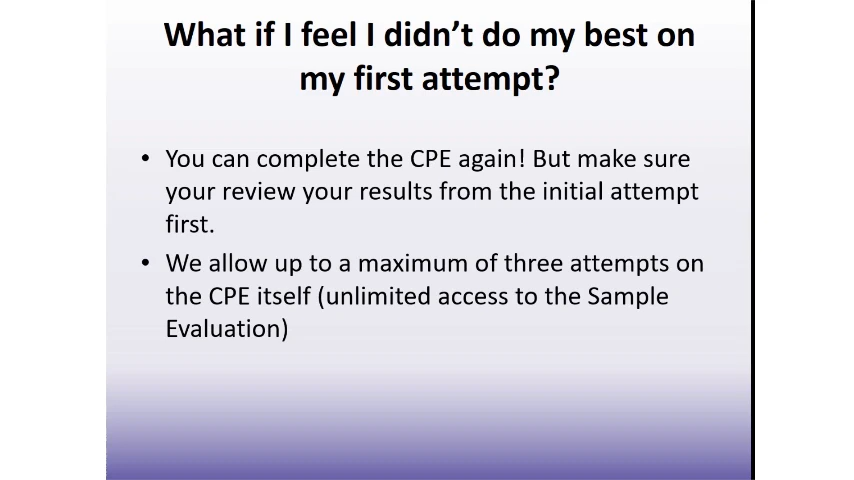 What if I feel I didn’t do my best on
my first attempt?
• You can complete the CPE again! But make sure
your review your results from the initial attempt
first.
• We allow up to a maximum of three attempts on
the CPE itself (unlimited access to the Sample
Evaluation)